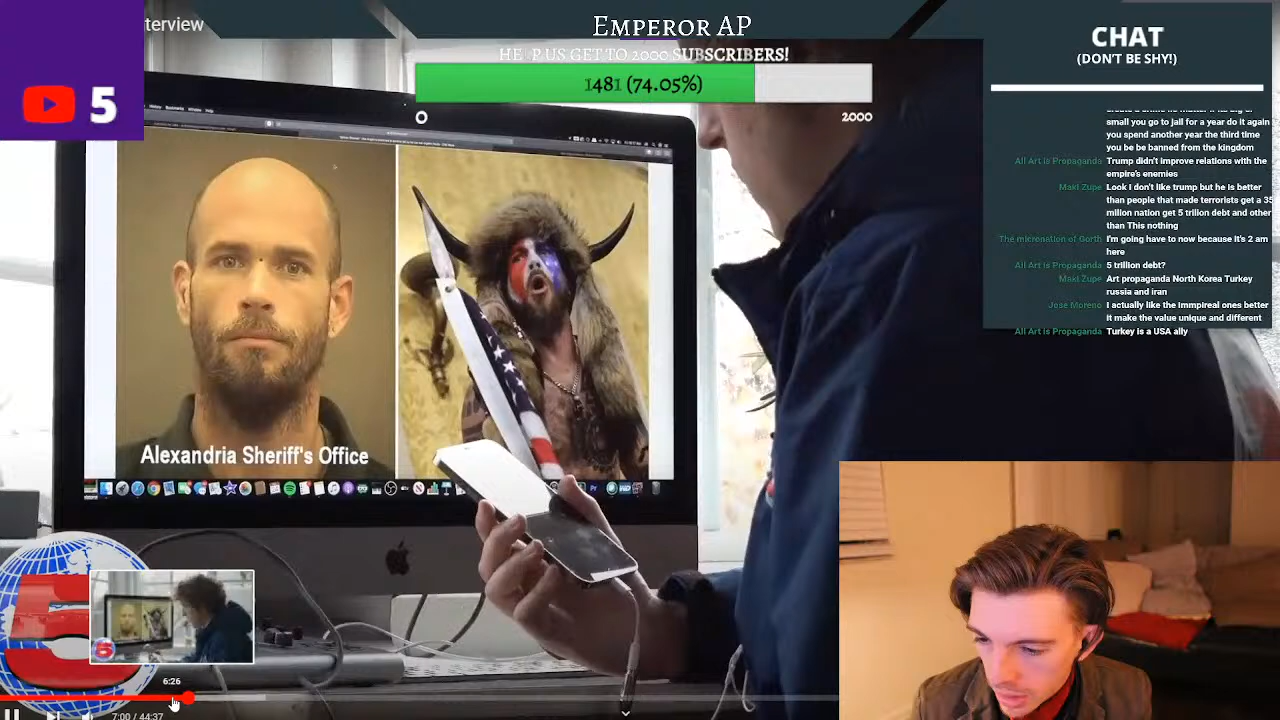 terview
5
EMPEROR AP
HELP US GET TO 2000 SUBSCRIBERS!
1481 (74.05%)
2000
CHAT
(DON'T BE SHY!)
small you go to jail for a year do it again
you spend another year the third time
you be be banned from the kingdom
All Art is Propaganda Trump didn't improve relations with the
empire's enemies
Maki Zupe Look I don't like trump but he is better
than people that made terrorists get a 35
milion nation get 5 trilion debt and other
than This nothing
The micronation of Gorth I'm going have to now because it's 2 am
here
All Art is Propaganda 5 trillion debt?
Maki Zupe Art propaganda North Korea Turkey
russia and iran
Jose Moreno I actually like the Immpireal ones better
it make the value unique and different
All Art is Propaganda Turkey is a USA ally
Alexandria Sheriff's Office
5
6:26
7:00 / 44:37